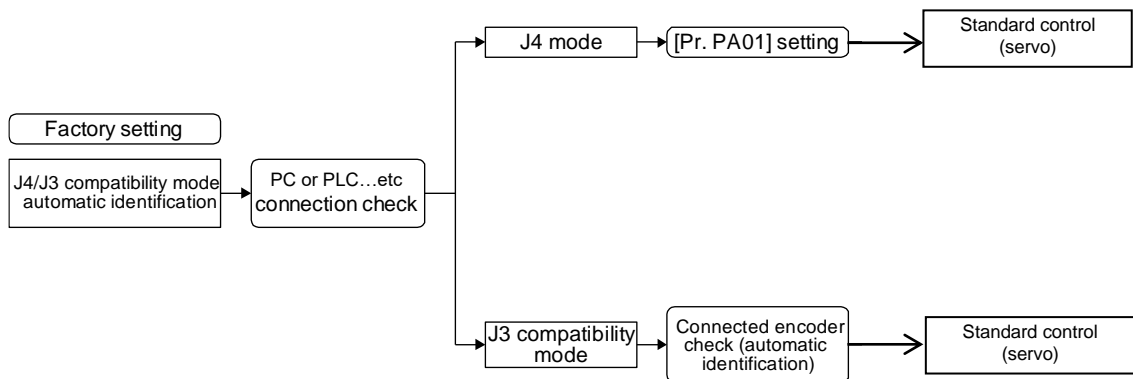 J4 mode
[Pr. PA01] setting
Standard control
(servo)
Factory setting
J4/J3 compatibility mode
automatic identification
PC or PLC…etc
connection check
J3 compatibility
mode
Connected encoder
check (automatic
identification)
Standard control
(servo)